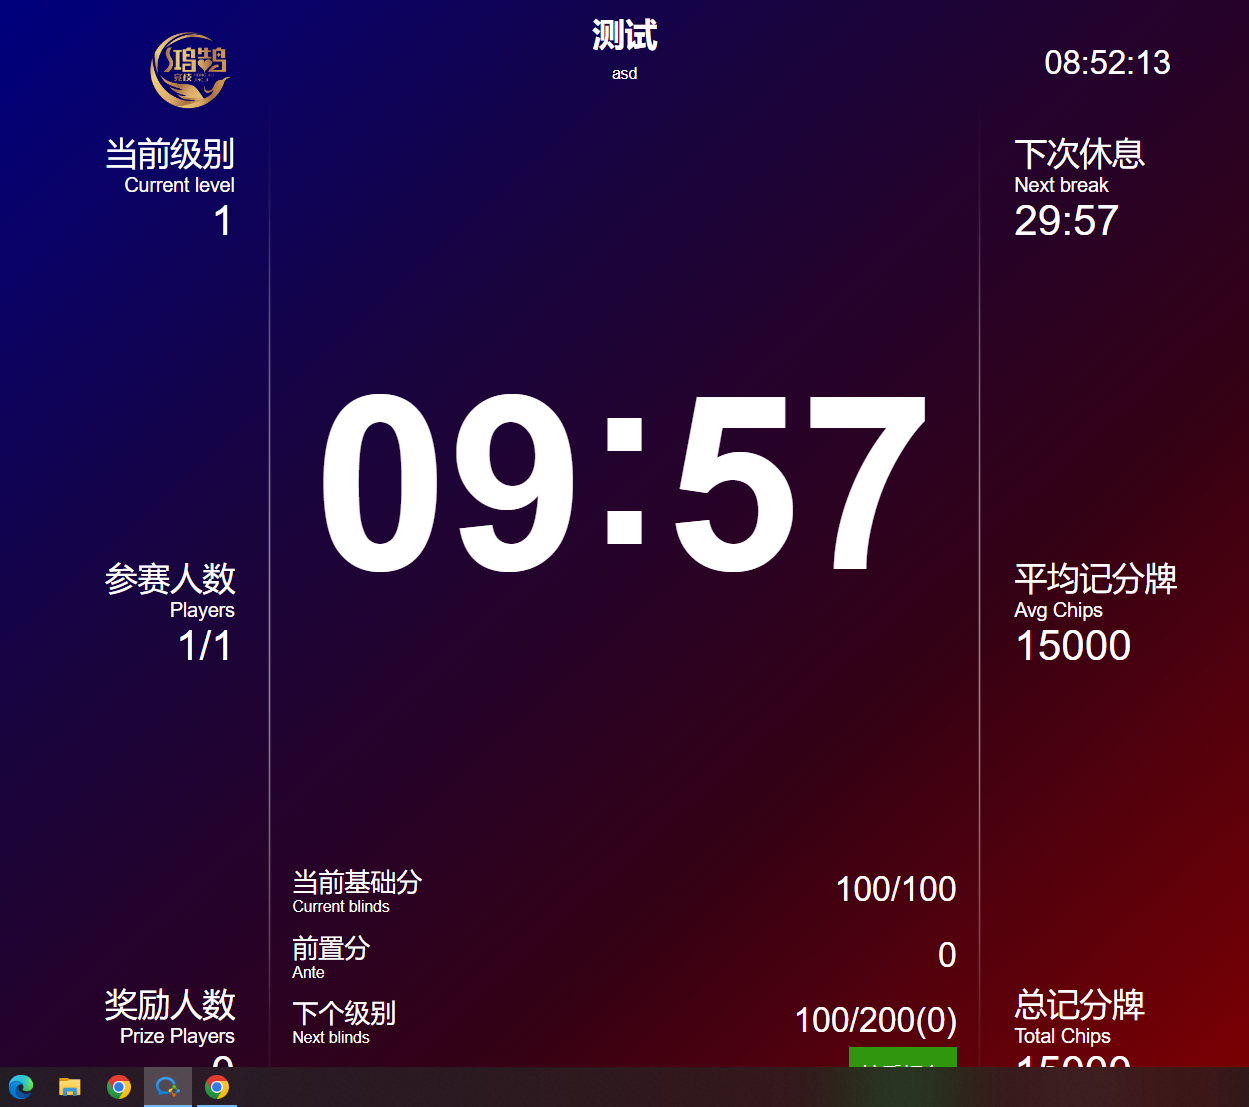 测试
asd
鸿鹄
竞技
08:52:13
当前级别
Current level
1
下次休息
Next break
29:57
09:57
参赛人数
Players
1/1
平均记分牌
Avg Chips
15000
当前基础分
Current blinds
100/100
前置分
Ante
0
下个级别
Next blinds
100/200(0)
奖励人数
Prize Players
0
总记分牌
Total Chips
15000